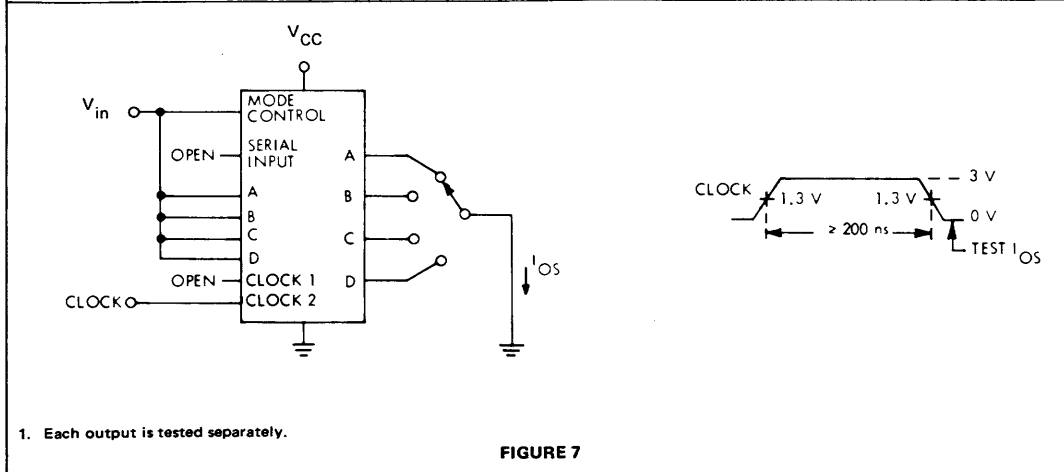 VCC
Vin
MODE
CONTROL
OPEN
SERIAL
INPUT
A
B
C
D
OPEN
CLOCK 1
CLOCK
CLOCK 2
A
B
C
D
IOS
CLOCK
1.3 V
1.3 V
3 V
0 V
≥ 200 ns
TEST IOS
1. Each output is tested separately.
FIGURE 7